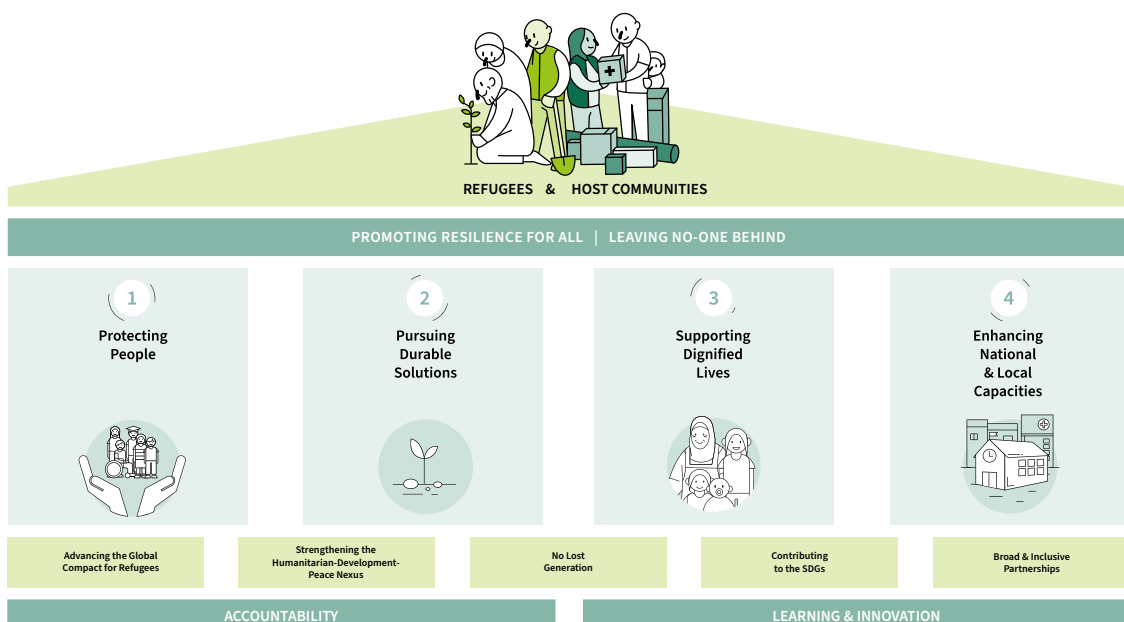 REFUGEES & HOST COMMUNITIES
PROMOTING RESILIENCE FOR ALL | LEAVING NO-ONE BEHIND
1
Protecting
People
2
Pursuing
Durable
Solutions
3
Supporting
Dignified
Lives
4
Enhancing
National
& Local
Capacities
Advancing the Global
Compact for Refugees
Strengthening the
Humanitarian-Development-
Peace Nexus
No Lost
Generation
Contributing
to the SDGs
Broad & Inclusive
Partnerships
ACCOUNTABILITY
LEARNING & INNOVATION